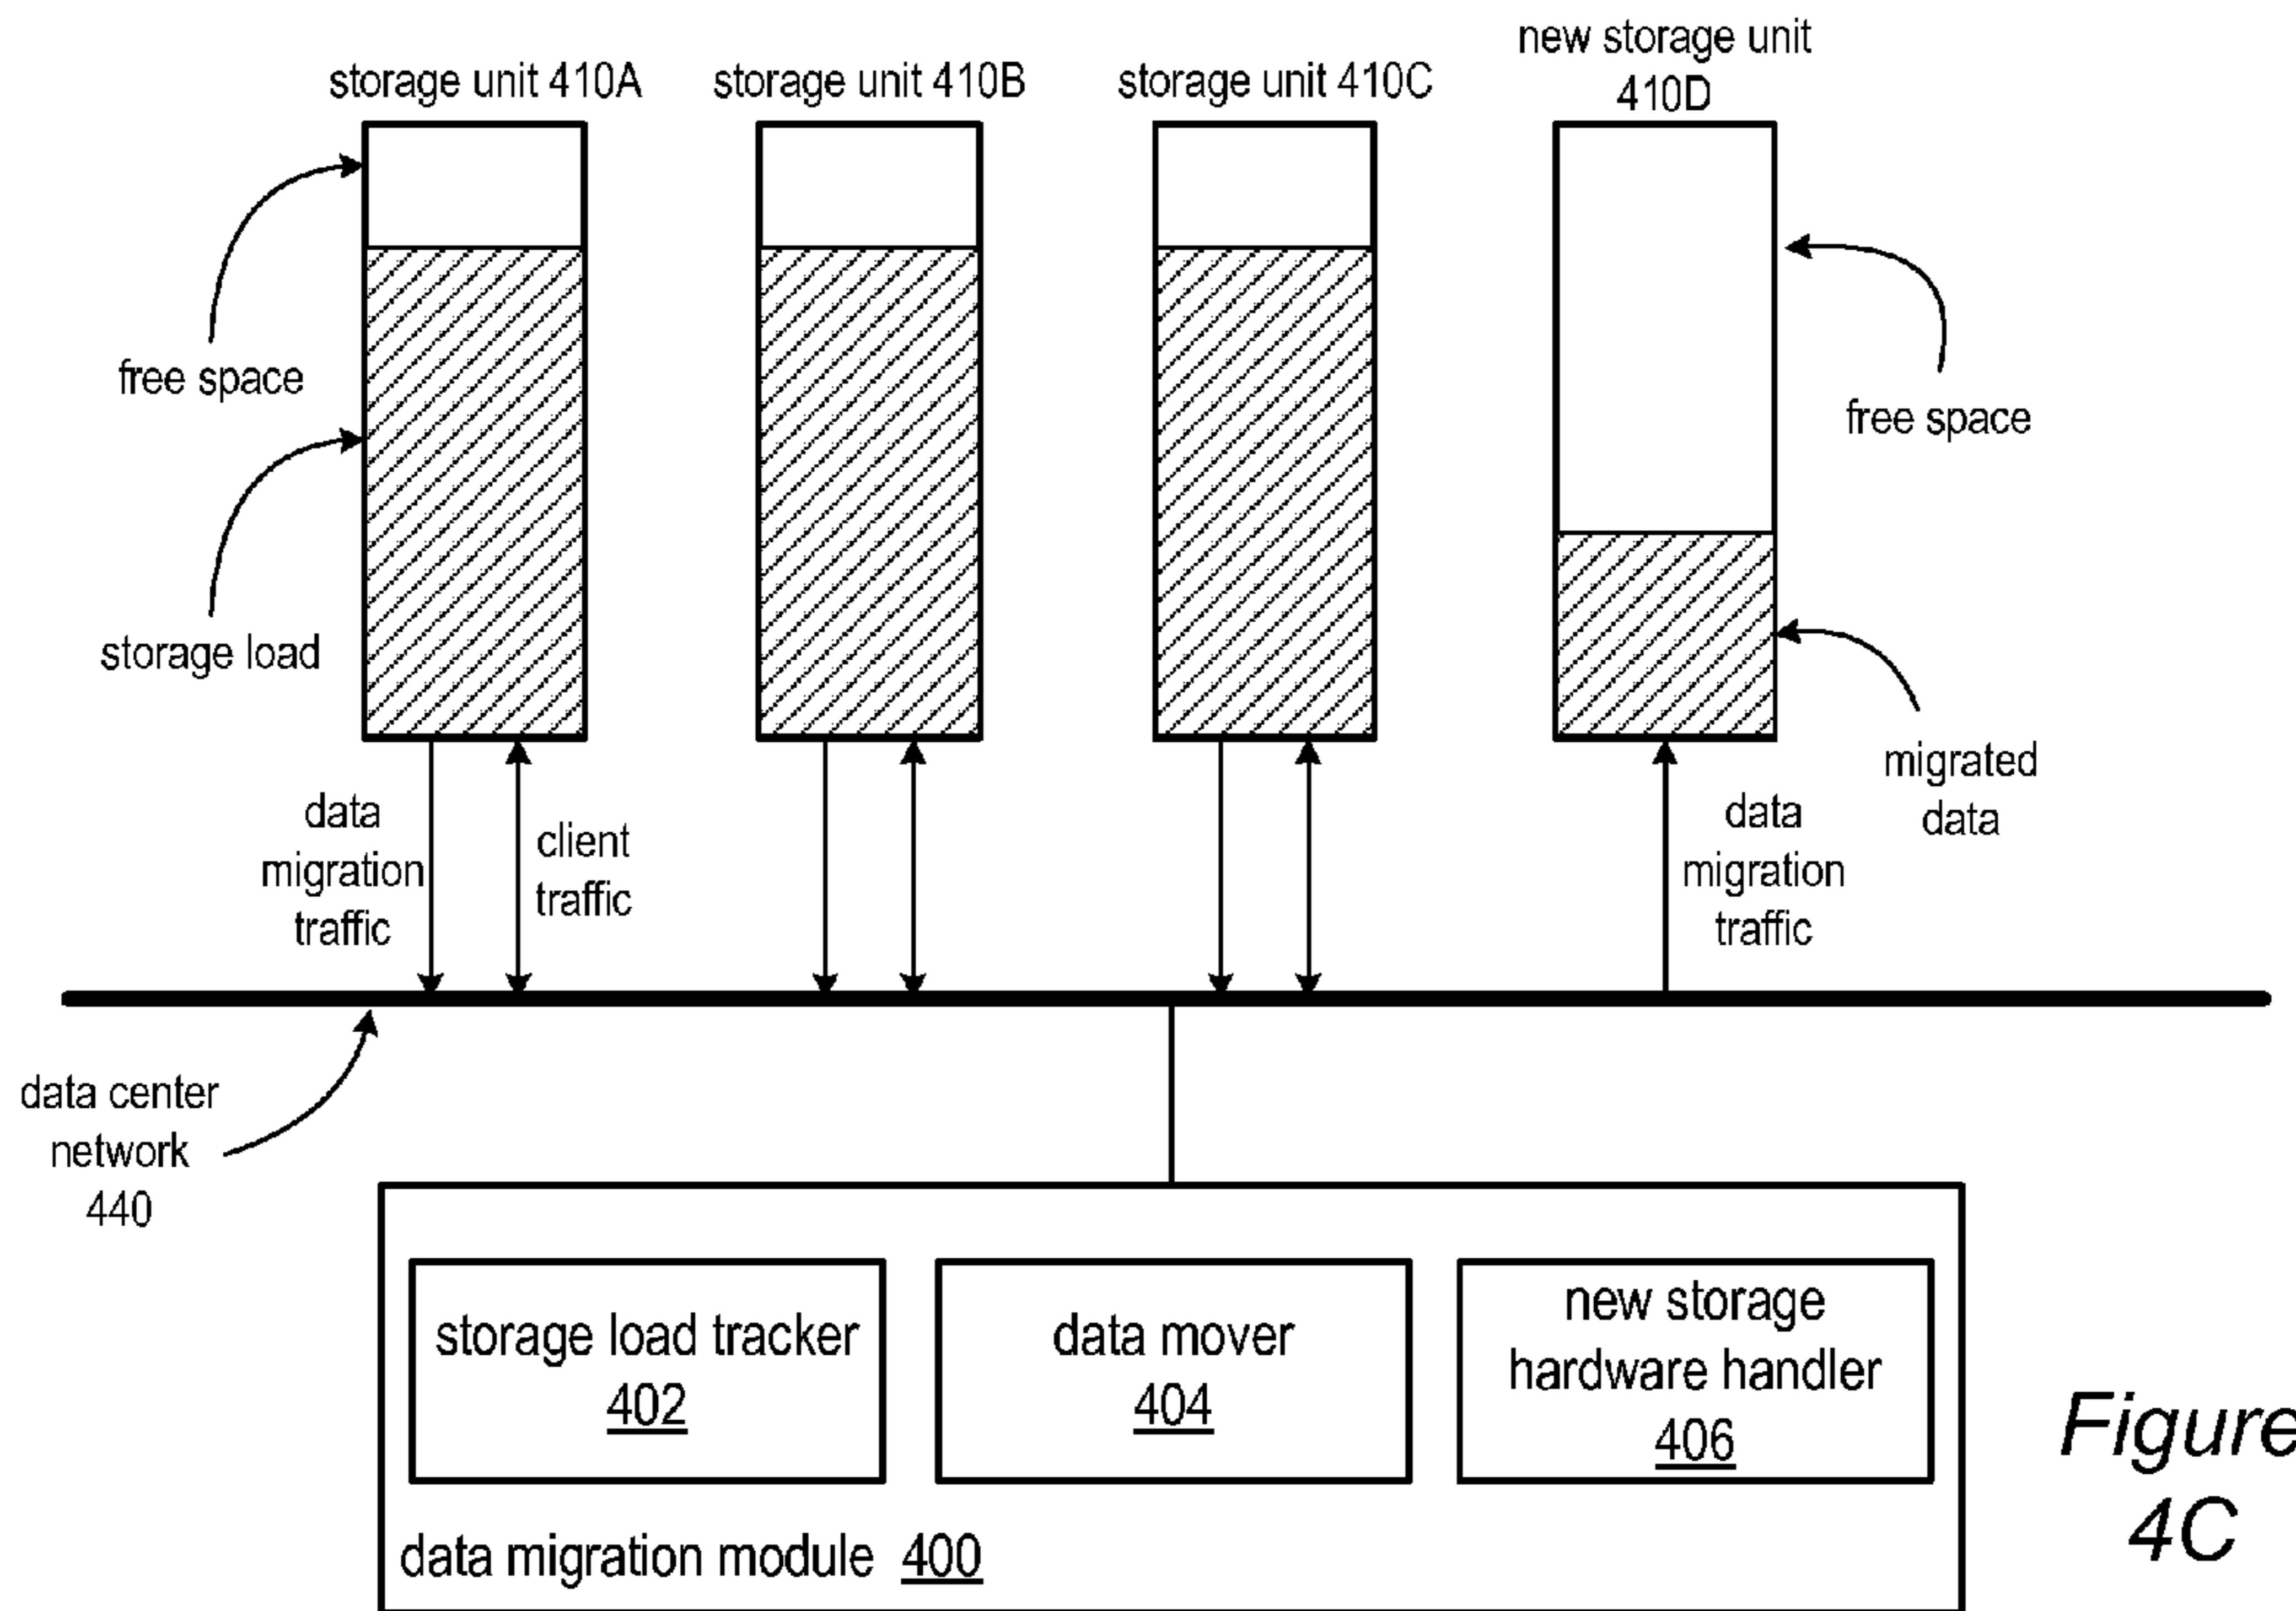 storage unit 410A
storage unit 410B
storage unit 410C
new storage unit
410D
free space
storage load
free space
migrated
data
data
migration
traffic
client
traffic
data
migration
traffic
data center
network
440
storage load tracker
402
data mover
404
new storage
hardware handler
406
data migration module 400
Figure
4C